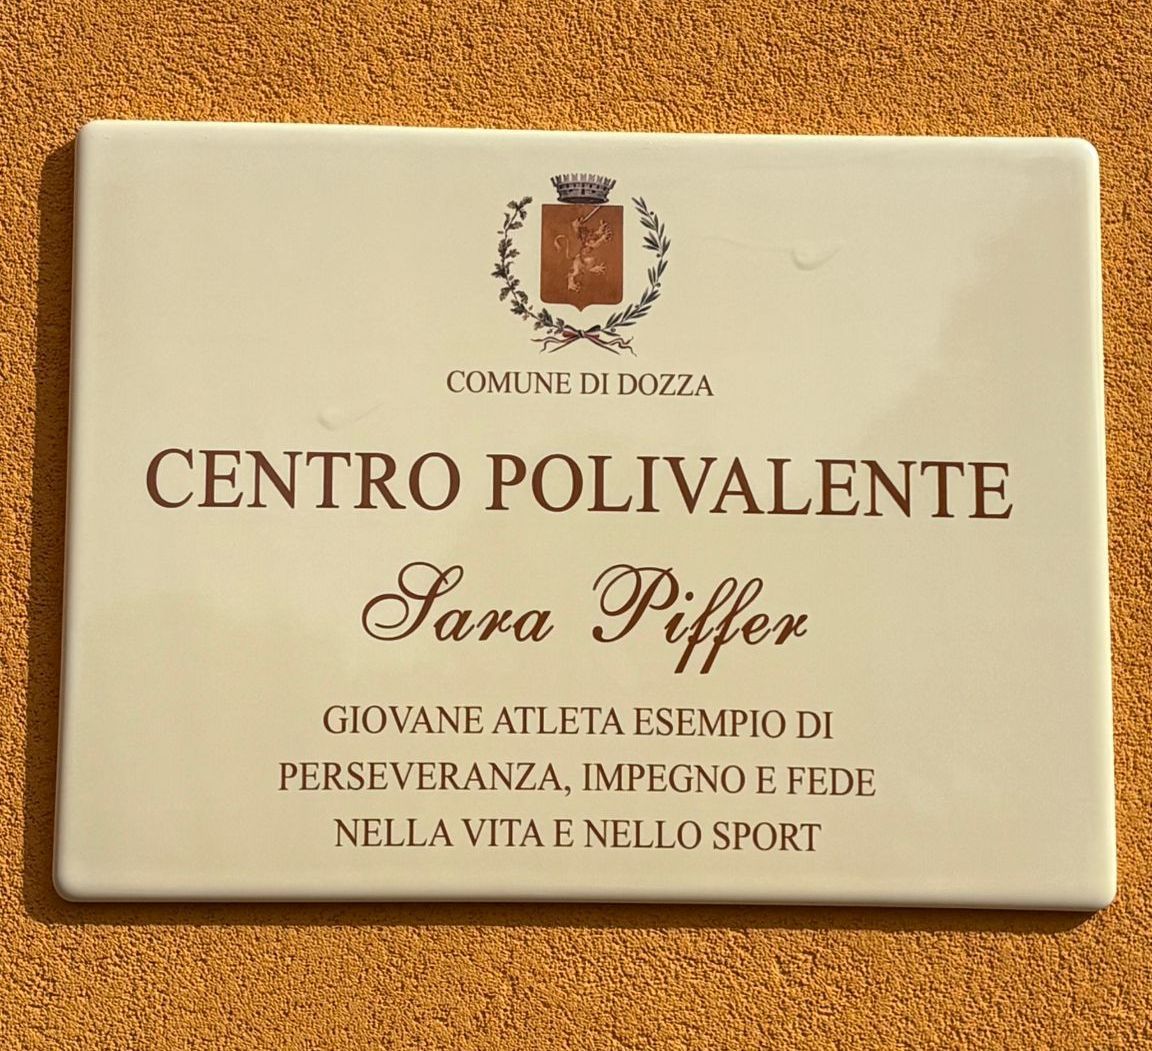 COMUNE DI DOZZA
CENTRO POLIVALENTE
Sara Piffer
GIOVANE ATLETA ESEMPIO DI
PERSEVERANZA, IMPEGNO E FEDE
NELLA VITA E NELLO SPORT